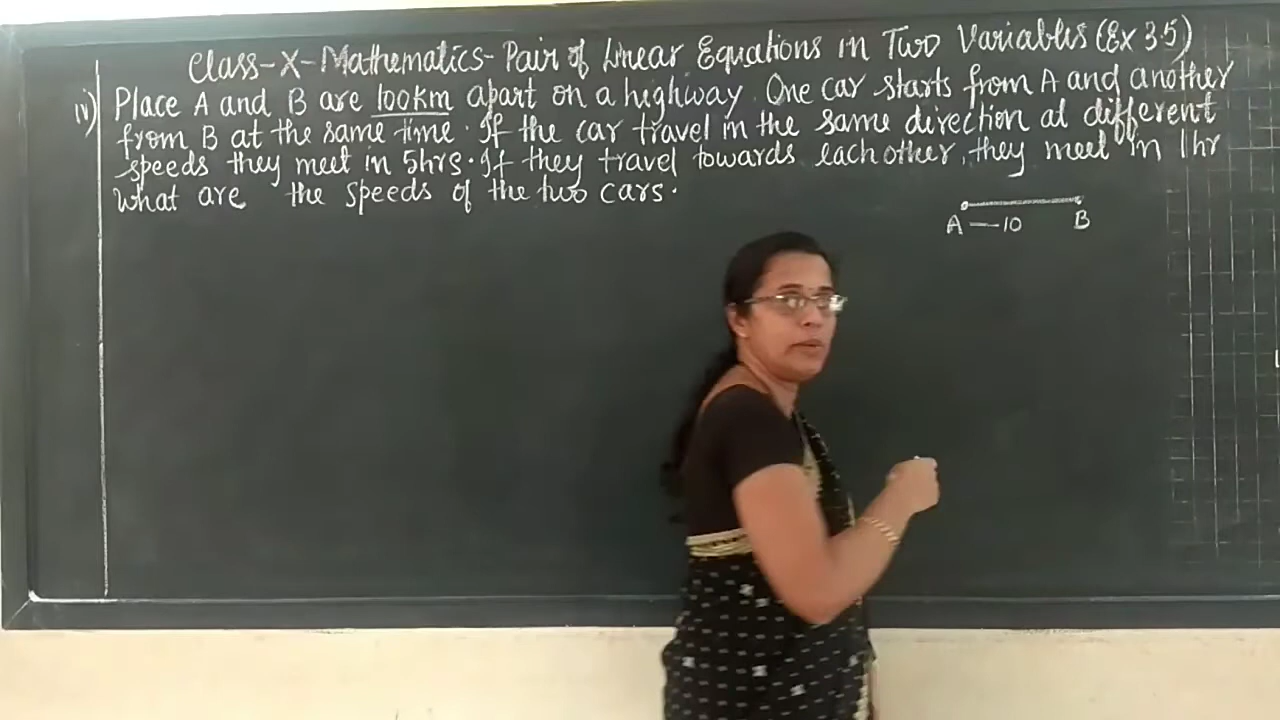 Class-X-Mathematics-Pair of Linear Equations in Two Variables (Ex 3.5)
iv) Place A and B are 100km apart on a highway. One car starts from A and another
from B at the same time. If the car travel in the same direction at different
speeds they meet in 5hrs. If they travel towards each other, they meet in 1hr
what are the speeds of the two cars.
A — 10 B